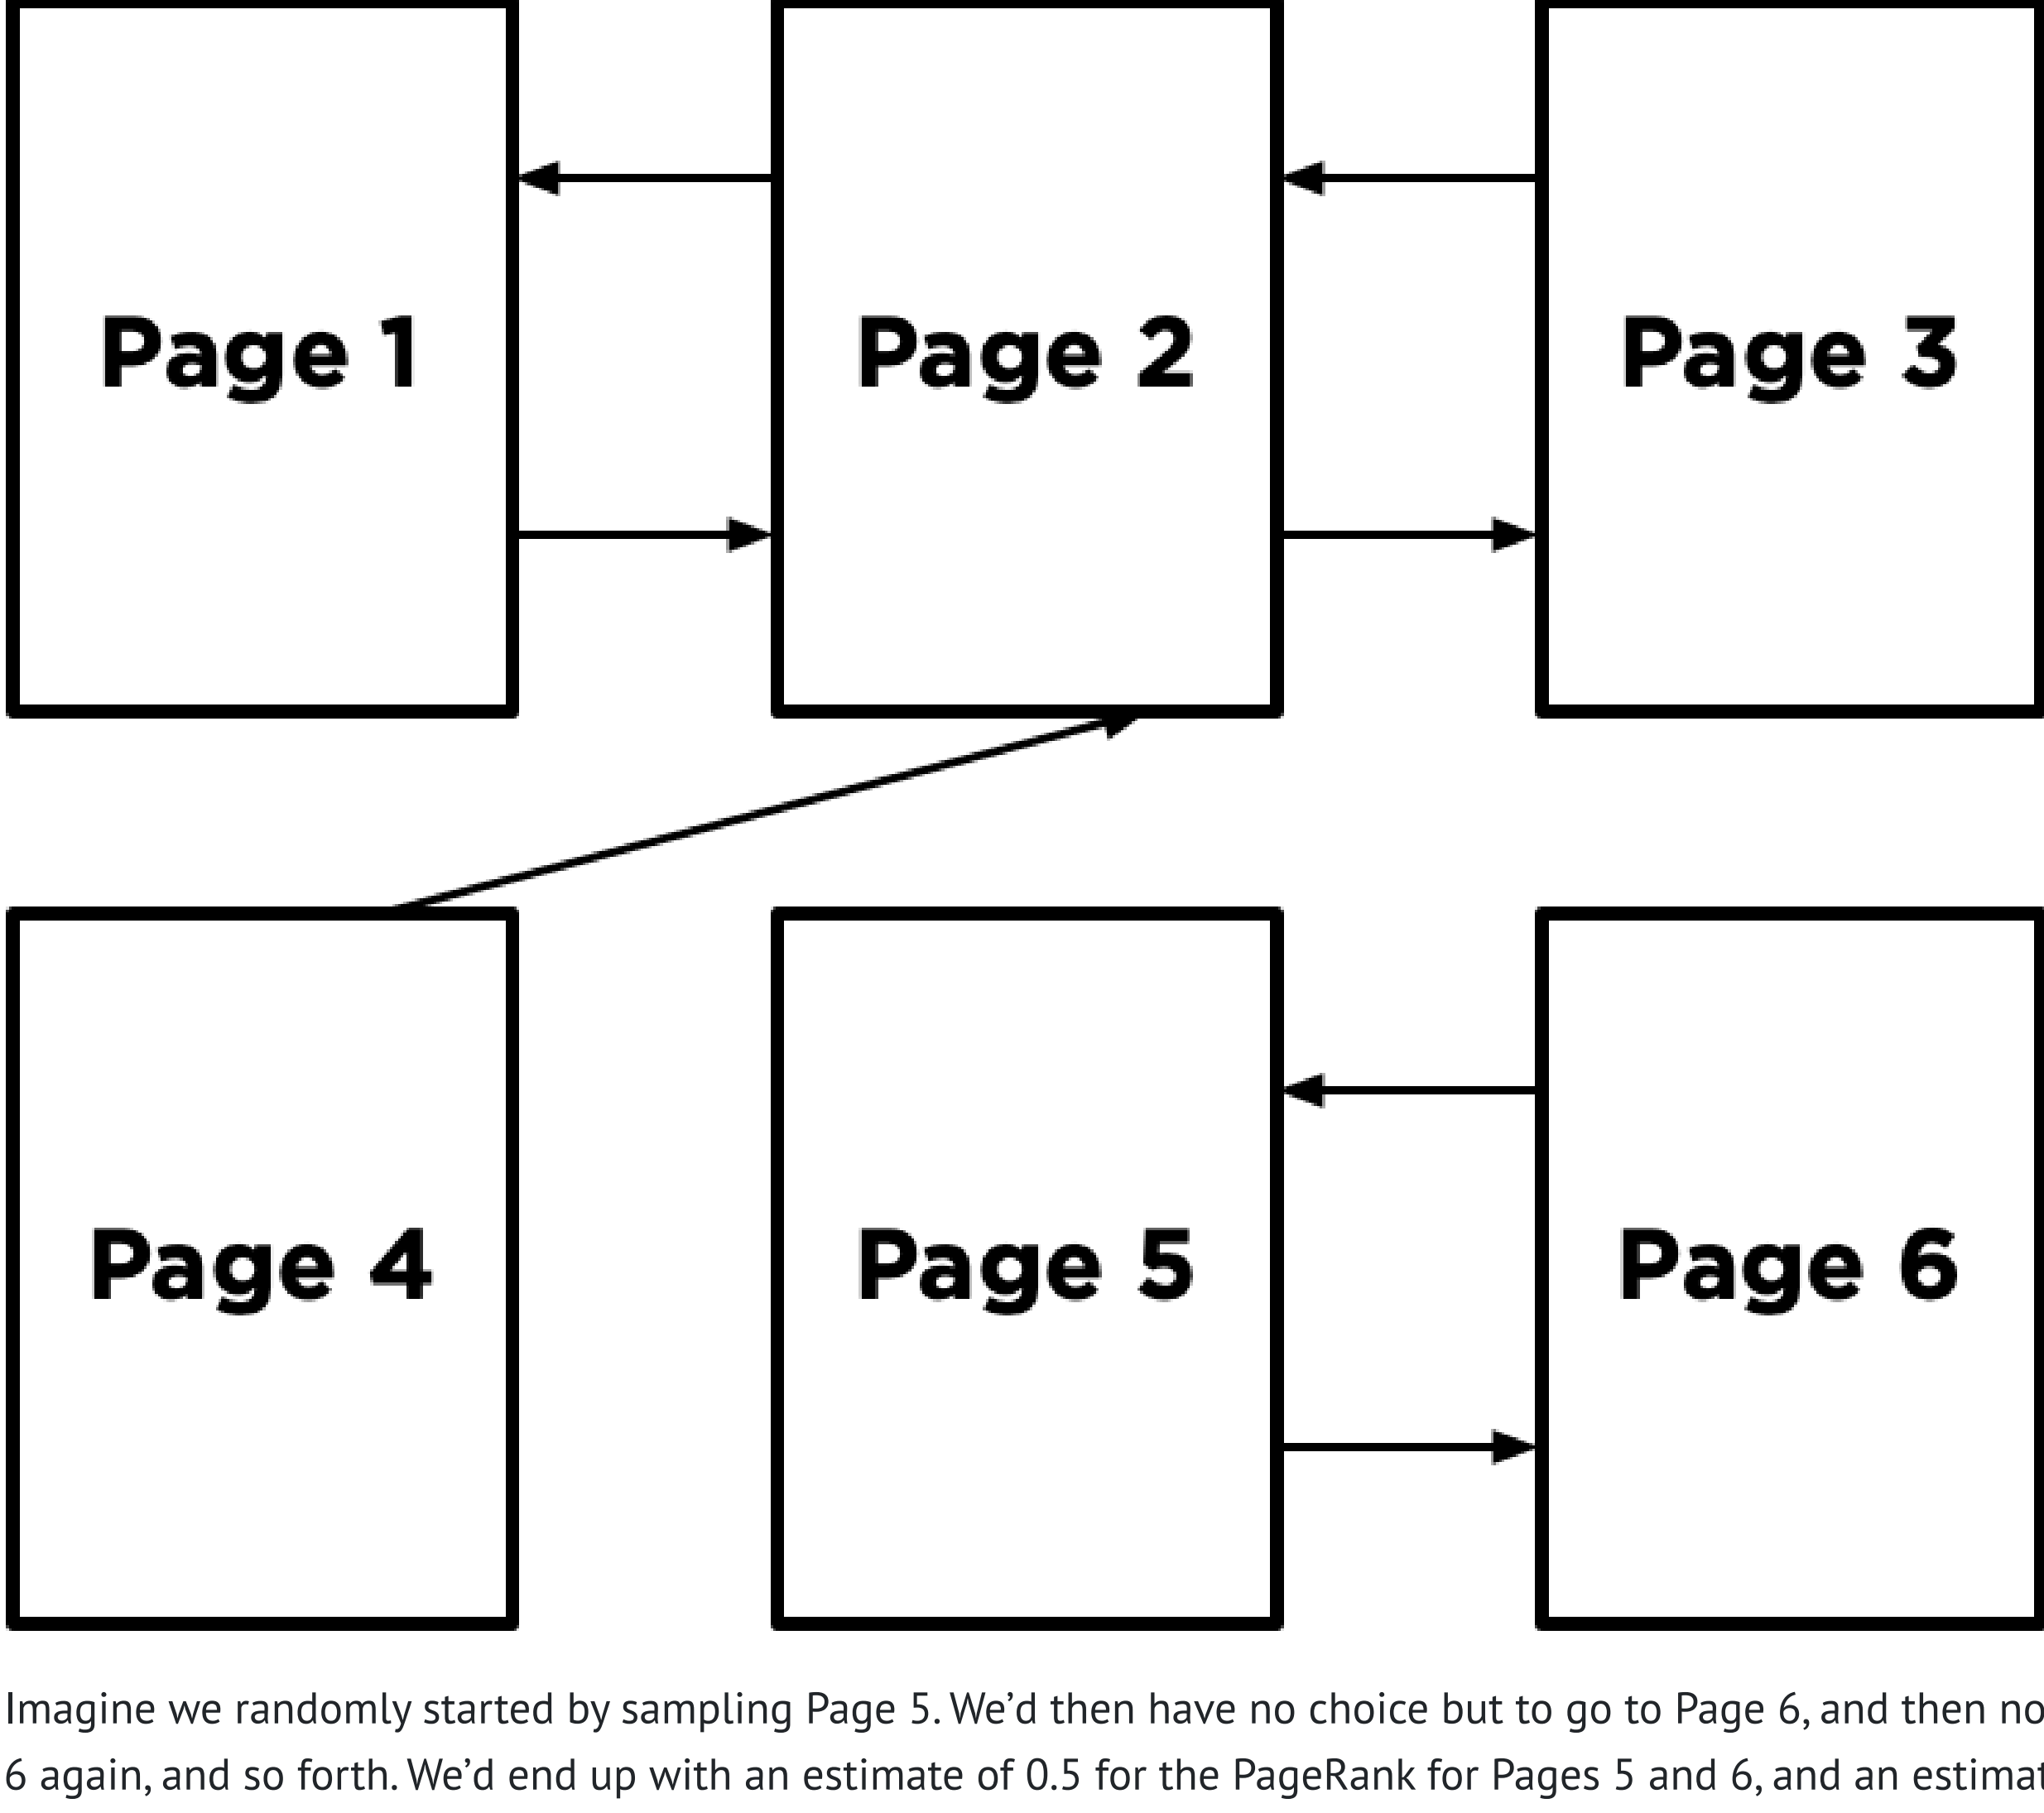 Page 1
Page 2
Page 3
Page 4
Page 5
Page 6
Imagine we randomly started by sampling Page 5. We’d then have no choice but to go to Page 6, and then no
6 again, and so forth. We’d end up with an estimate of 0.5 for the PageRank for Pages 5 and 6, and an estimat